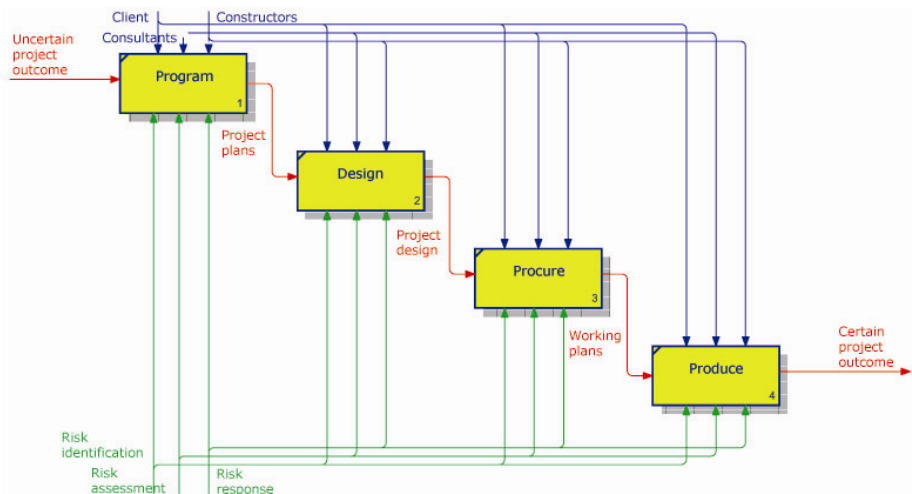 Client
Constructors
Consultants
Uncertain
project
outcome
Program
1
Project
plans
Design
2
Project
design
Procure
3
Working
plans
Produce
4
Certain
project
outcome
Risk
identification
Risk
assessment
Risk
response